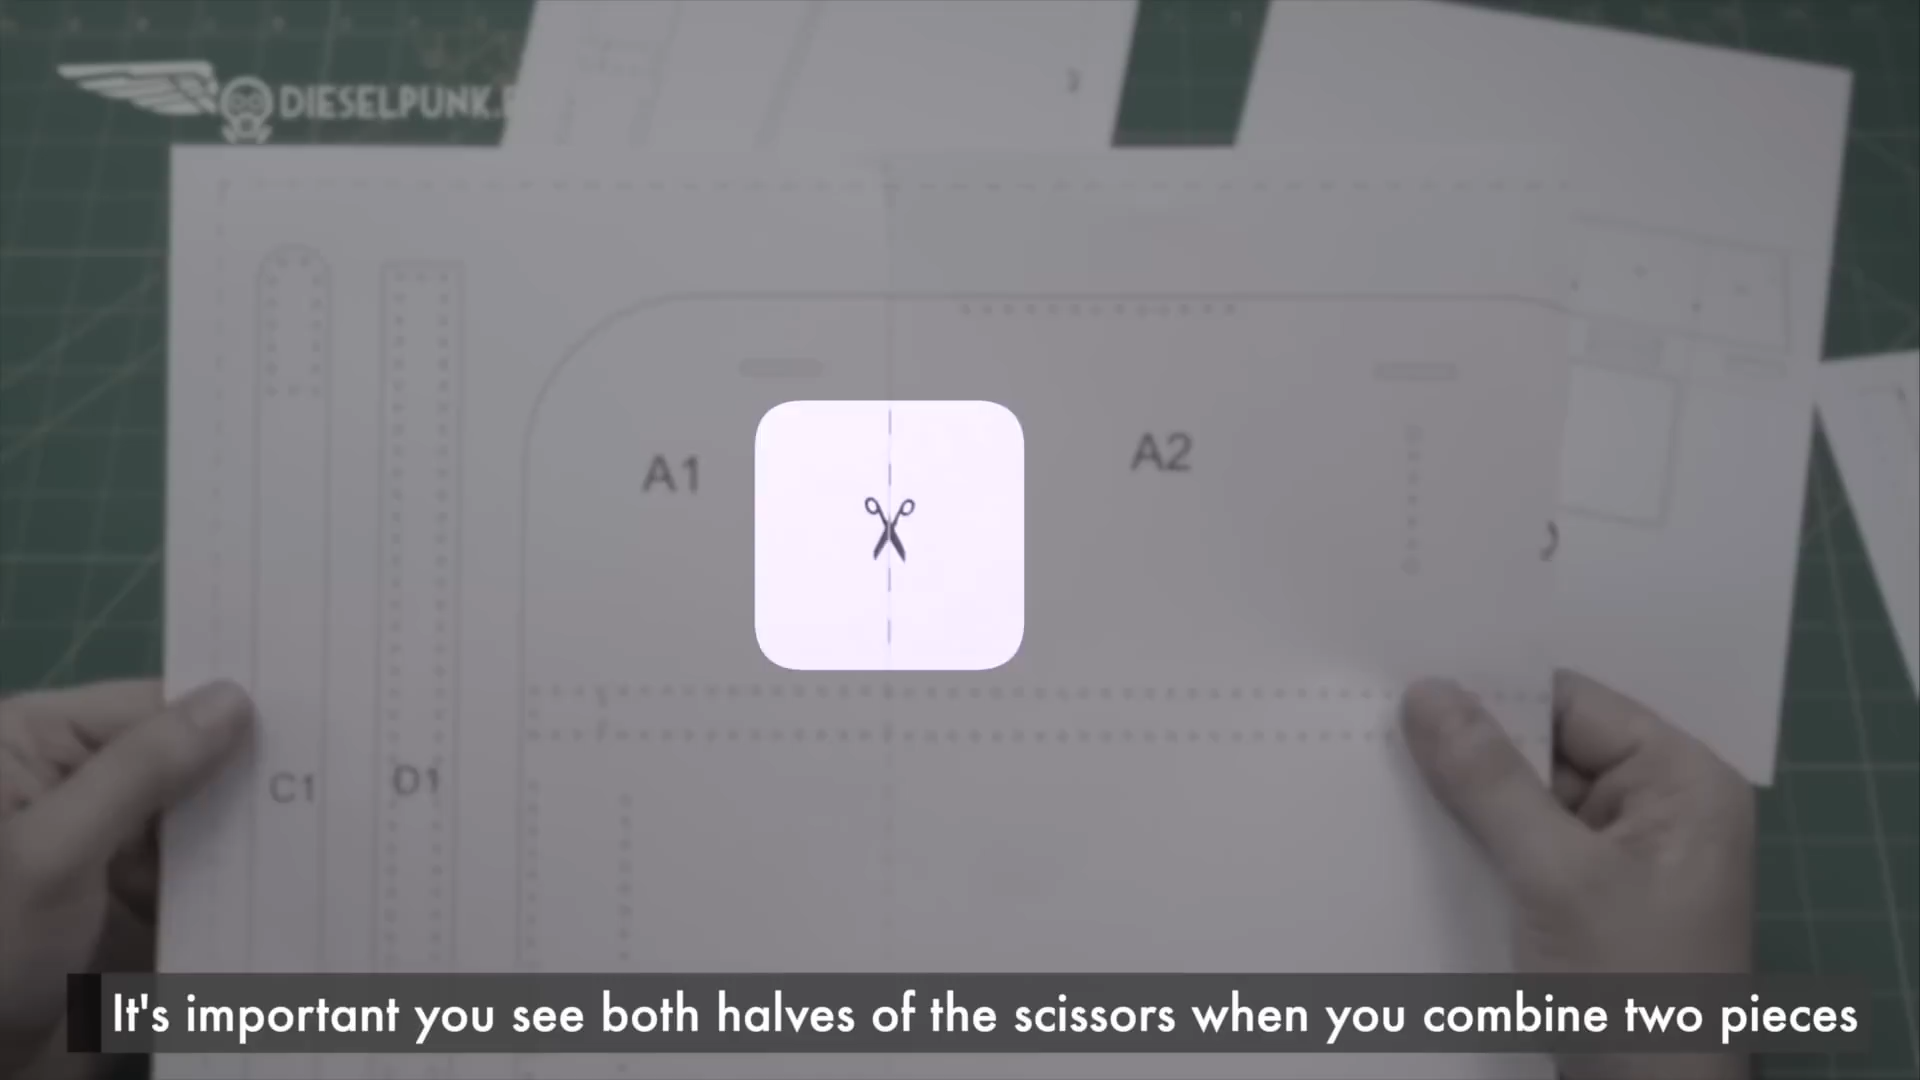 DIESELPUNK.
A1
A2
C1
D1
It's important you see both halves of the scissors when you combine two pieces